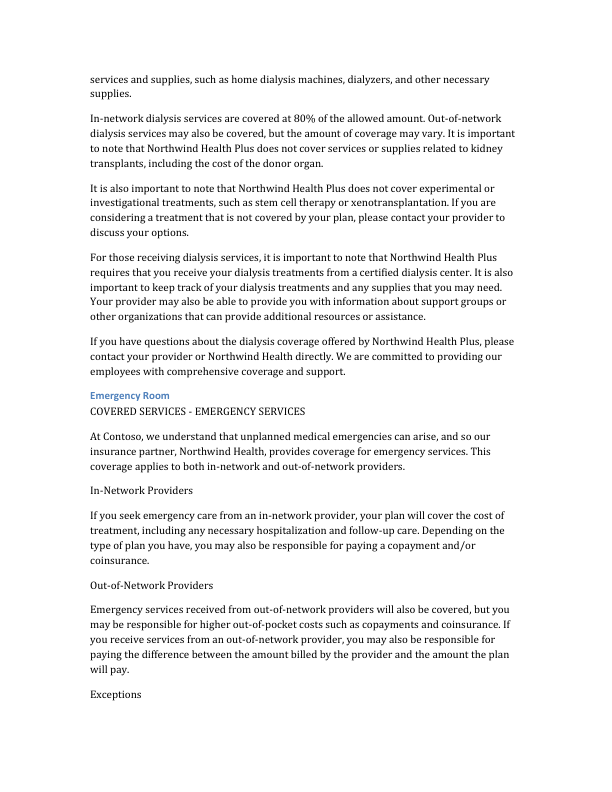 services and supplies, such as home dialysis machines, dialyzers, and other necessary
supplies.
In-network dialysis services are covered at 80% of the allowed amount. Out-of-network
dialysis services may also be covered, but the amount of coverage may vary. It is important
to note that Northwind Health Plus does not cover services or supplies related to kidney
transplants, including the cost of the donor organ.
It is also important to note that Northwind Health Plus does not cover experimental or
investigational treatments, such as stem cell therapy or xenotransplantation. If you are
considering a treatment that is not covered by your plan, please contact your provider to
discuss your options.
For those receiving dialysis services, it is important to note that Northwind Health Plus
requires that you receive your dialysis treatments from a certified dialysis center. It is also
important to keep track of your dialysis treatments and any supplies that you may need.
Your provider may also be able to provide you with information about support groups or
other organizations that can provide additional resources or assistance.
If you have questions about the dialysis coverage offered by Northwind Health Plus, please
contact your provider or Northwind Health directly. We are committed to providing our
employees with comprehensive coverage and support.
Emergency Room
COVERED SERVICES - EMERGENCY SERVICES
At Contoso, we understand that unplanned medical emergencies can arise, and so our
insurance partner, Northwind Health, provides coverage for emergency services. This
coverage applies to both in-network and out-of-network providers.
In-Network Providers
If you seek emergency care from an in-network provider, your plan will cover the cost of
treatment, including any necessary hospitalization and follow-up care. Depending on the
type of plan you have, you may also be responsible for paying a copayment and/or
coinsurance.
Out-of-Network Providers
Emergency services received from out-of-network providers will also be covered, but you
may be responsible for higher out-of-pocket costs such as copayments and coinsurance. If
you receive services from an out-of-network provider, you may also be responsible for
paying the difference between the amount billed by the provider and the amount the plan
will pay.
Exceptions